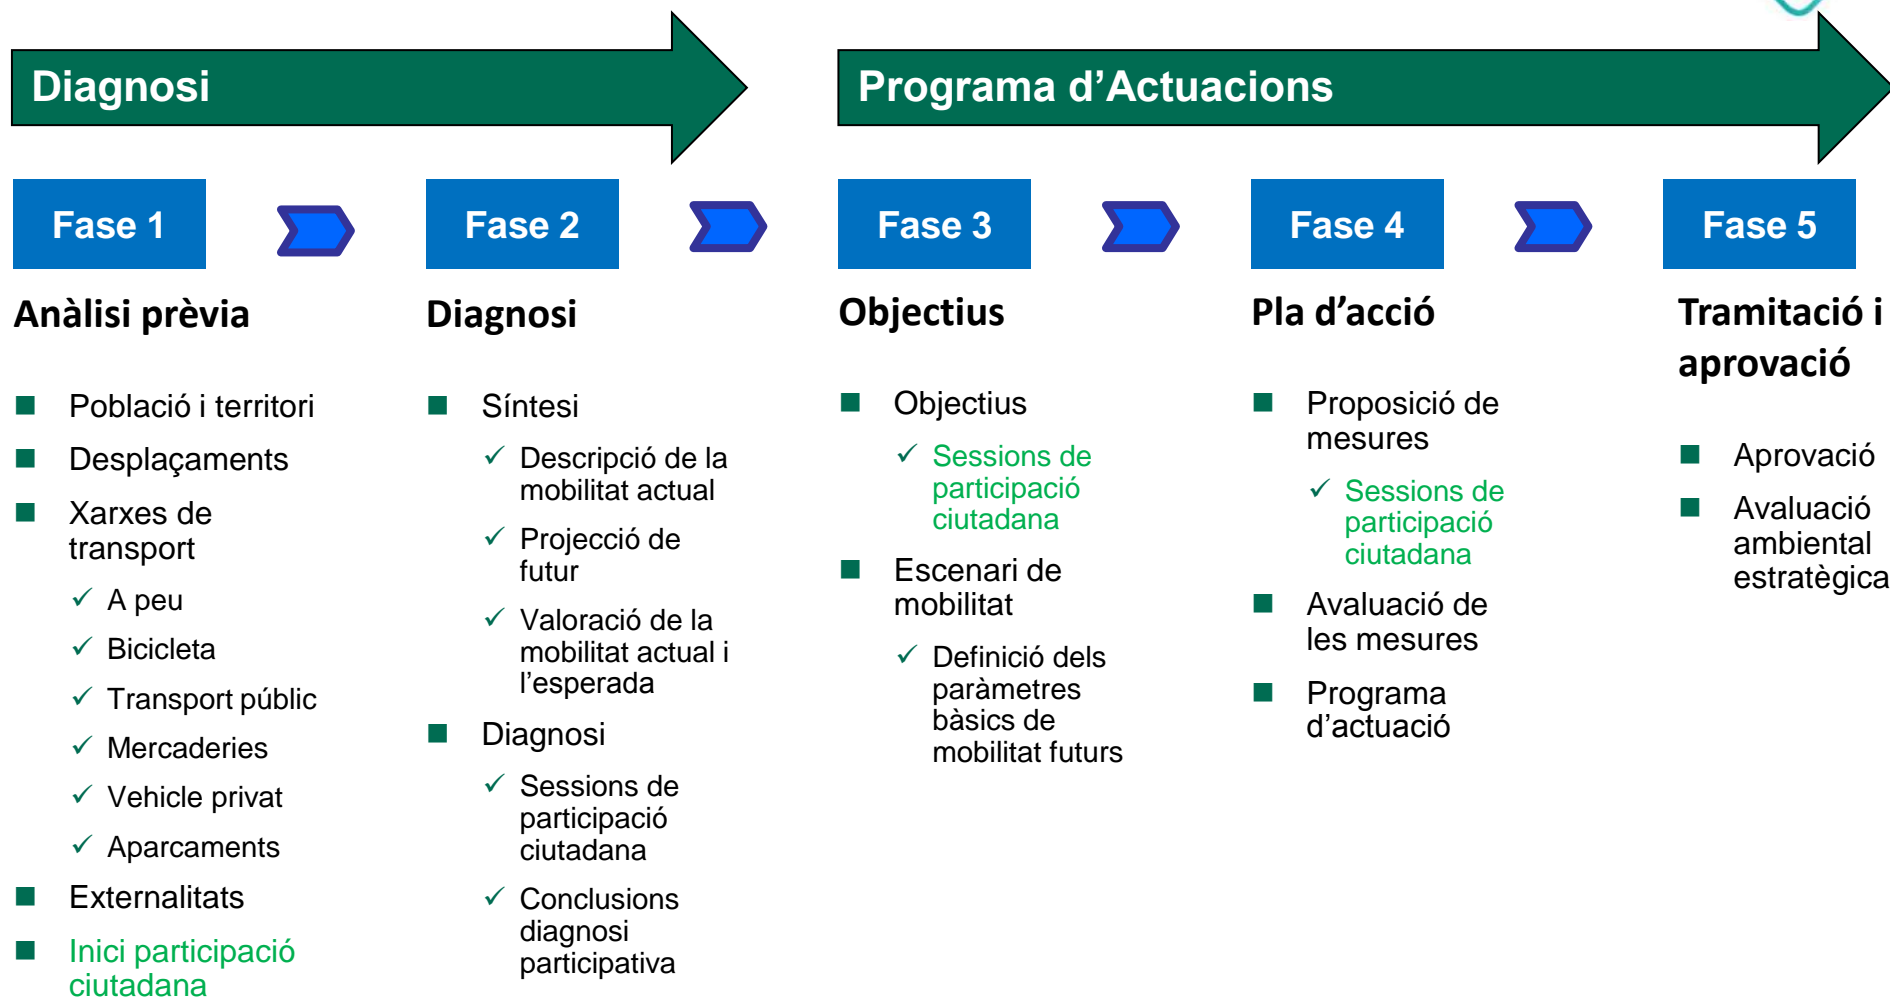 Diagnosi
Programa d’Actuacions
Fase 1
Fase 2
Fase 3
Fase 4
Fase 5
Anàlisi prèvia
Població i territori
Desplaçaments
Xarxes de
transport
A peu
Bicicleta
Transport públic
Mercaderies
Vehicle privat
Aparcaments
Externalitats
Inici participació
ciutadana
Diagnosi
Síntesi
Descripció de la
mobilitat actual
Projecció de
futur
Valoració de la
mobilitat actual i
l’esperada
Diagnosi
Sessions de
participació
ciutadana
Conclusions
diagnosi
participativa
Objectius
Objectius
Sessions de
participació
ciutadana
Escenari de
mobilitat
Definició dels
paràmetres
bàsics de
mobilitat futurs
Pla d’acció
Proposició de
mesures
Sessions de
participació
ciutadana
Avaluació de
les mesures
Programa
d’actuació
Tramitació i
aprovació
Aprovació
Avaluació
ambiental
estratègica